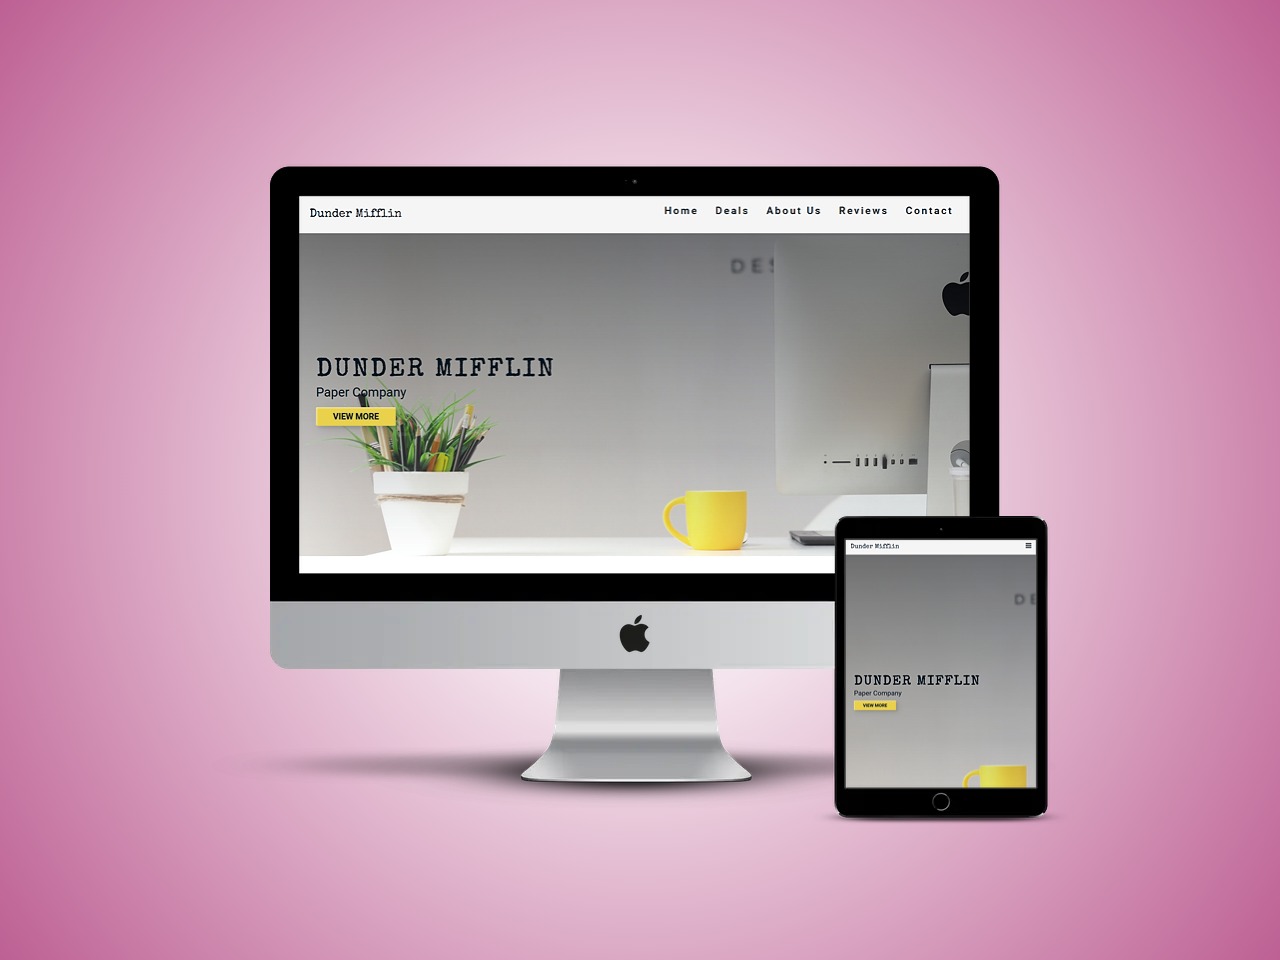 Dunder Mifflin
Home Deals About Us Reviews Contact
DES
DUNDER MIFFLIN
Paper Company
VIEW MORE
Dunder Mifflin
DE
DUNDER MIFFLIN
Paper Company
VIEW MORE